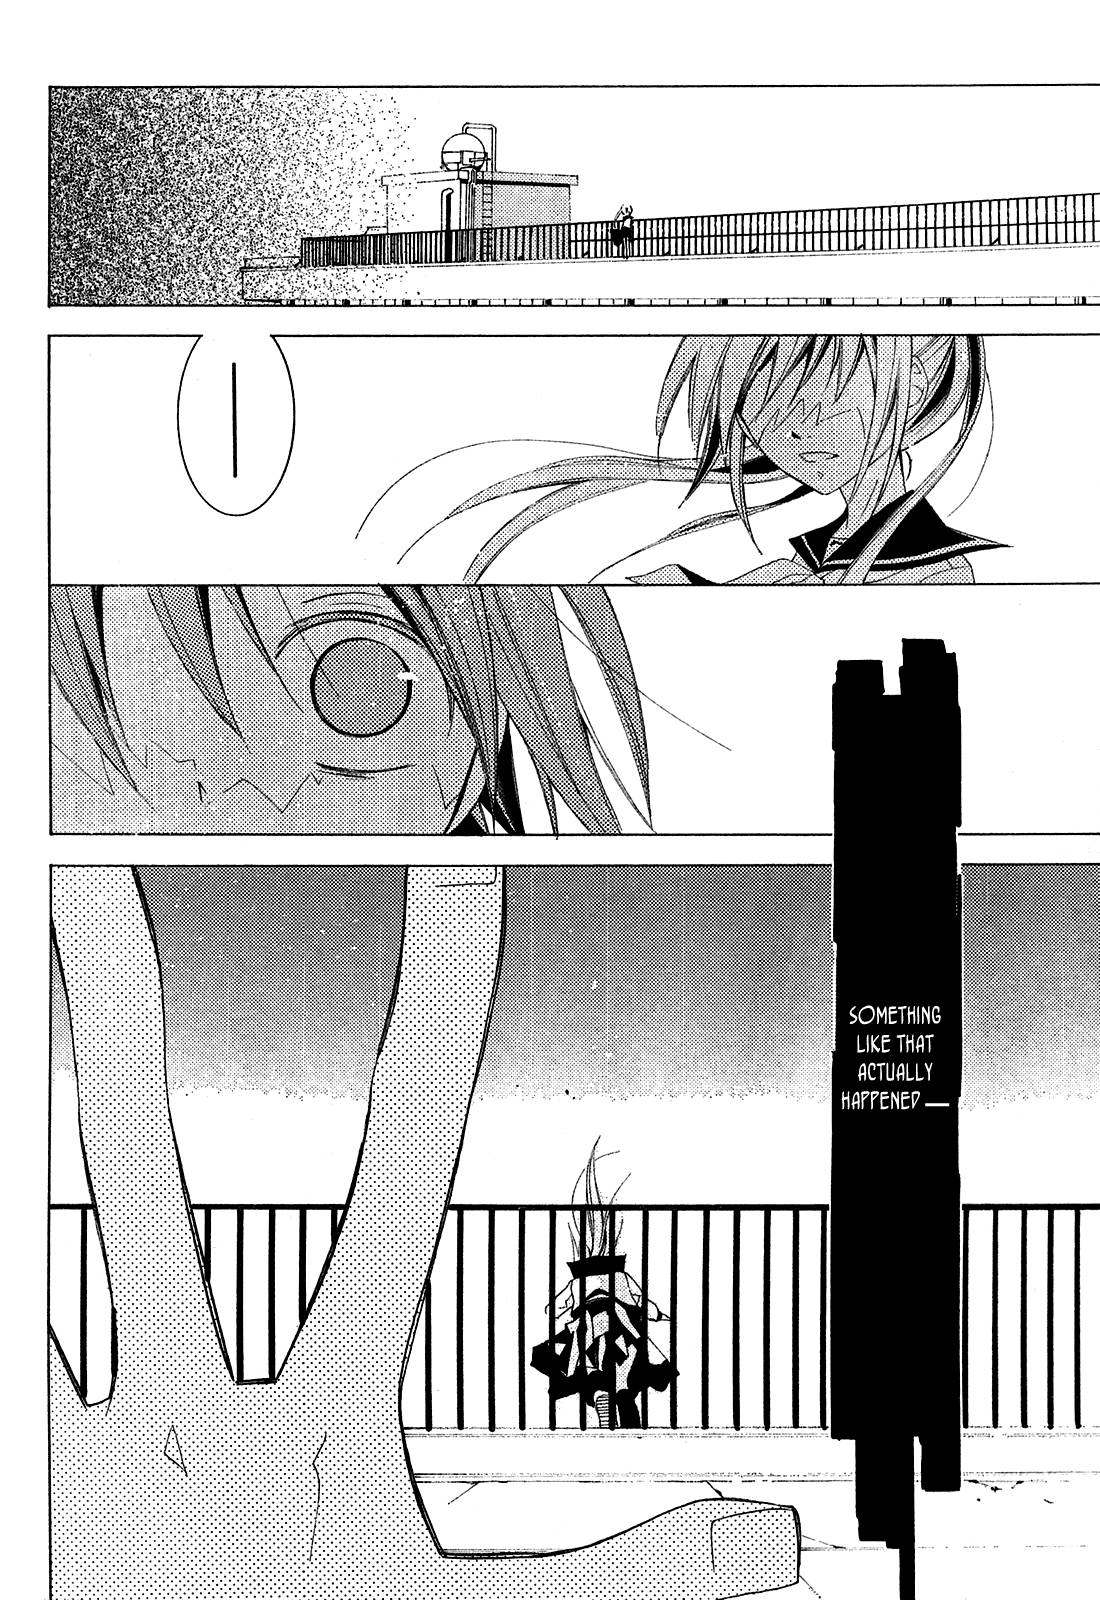 —
SOMETHING
LIKE THAT
ACTUALLY
HAPPENED —